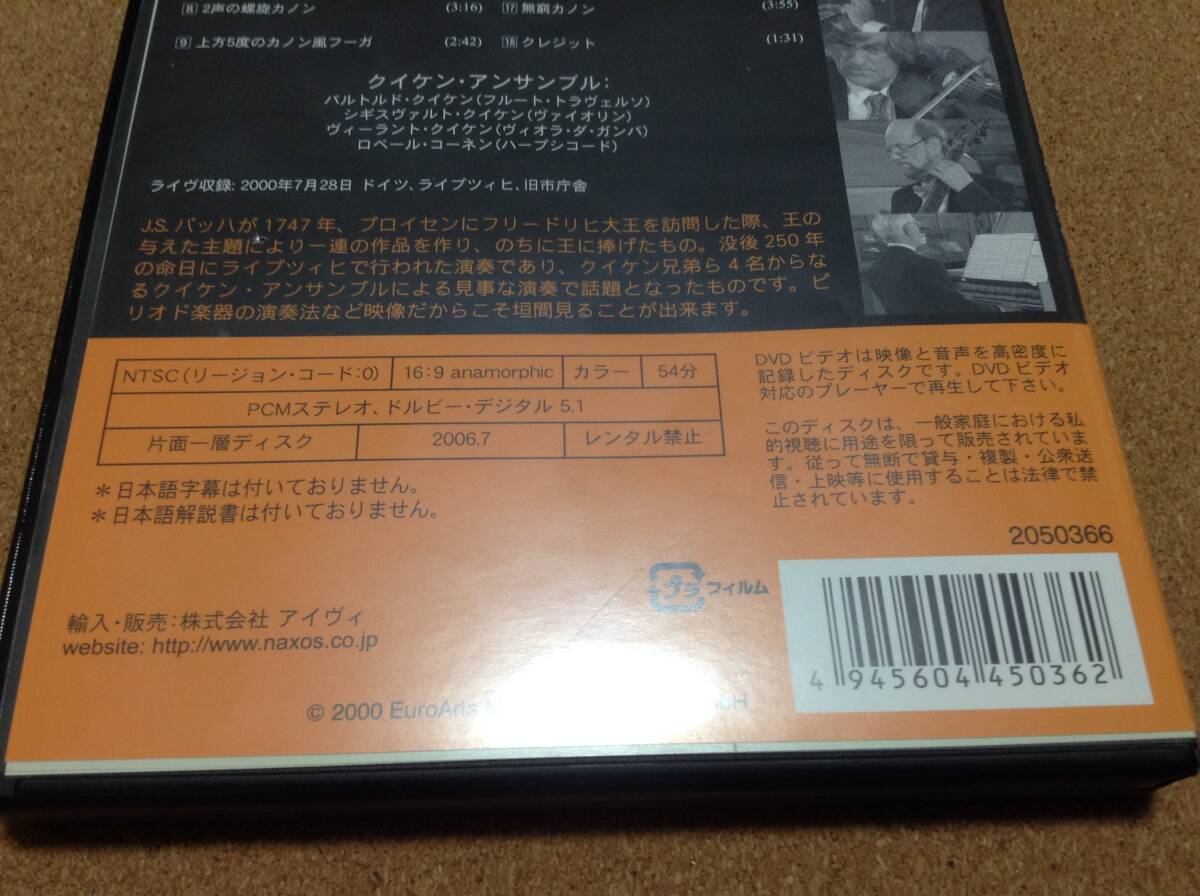 8 2声の螺旋カノン (3:16) 17 無窮カノン (3:55)
9 上方5度のカノン風フーガ (2:42) 18 クレジット (1:31)
クイケン・アンサンブル:
バルトルド・クイケン(フルート・トラヴェルソ)
シギスヴァルト・クイケン(ヴァイオリン)
ヴィーラント・クイケン(ヴィオラ・ダ・ガンバ)
ロベール・コーネン(ハープシコード)
ライヴ収録: 2000年7月28日 ドイツ、ライプツィヒ、旧市庁舎
J.S. バッハが 1747 年、プロイセンにフリードリヒ大王を訪問した際、王の
与えた主題により一連の作品を作り、のちに王に捧げたもの。没後 250 年
の命日にライプツィヒで行われた演奏であり、クイケン兄弟ら 4 名からな
るクイケン・アンサンブルによる見事な演奏で話題となったものです。ピ
リオド楽器の演奏法など映像だからこそ垣間見ることが出来ます。
NTSC(リージョン・コード:0) 16:9 anamorphic カラー 54分
PCMステレオ、ドルビー・デジタル 5.1
片面一層ディスク 2006.7 レンタル禁止
＊日本語字幕は付いておりません。
＊日本語解説書は付いておりません。
DVD ビデオは映像と音声を高密度に
記録したディスクです。DVD ビデオ
対応のプレーヤーで再生して下さい。
このディスクは、一般家庭における私
的視聴に用途を限って販売されていま
す。従って無断で貸与・複製・公衆送
信・上映等に使用することは法律で禁
止されています。
2050366
プラ フィルム
輸入・販売:株式会社 アイヴィ
website: http://www.naxos.co.jp
4 945604 450362
© 2000 EuroArts